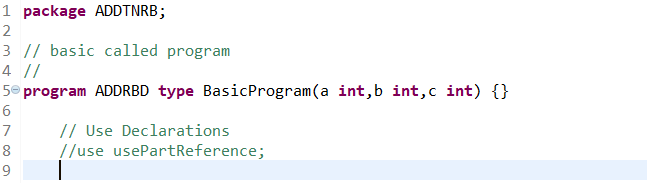 1 package ADDTNRB;
2
3 // basic called program
4 //
5 program ADDRBD type BasicProgram(a int,b int,c int) {}
6
7 // Use Declarations
8 //use usePartReference;
9